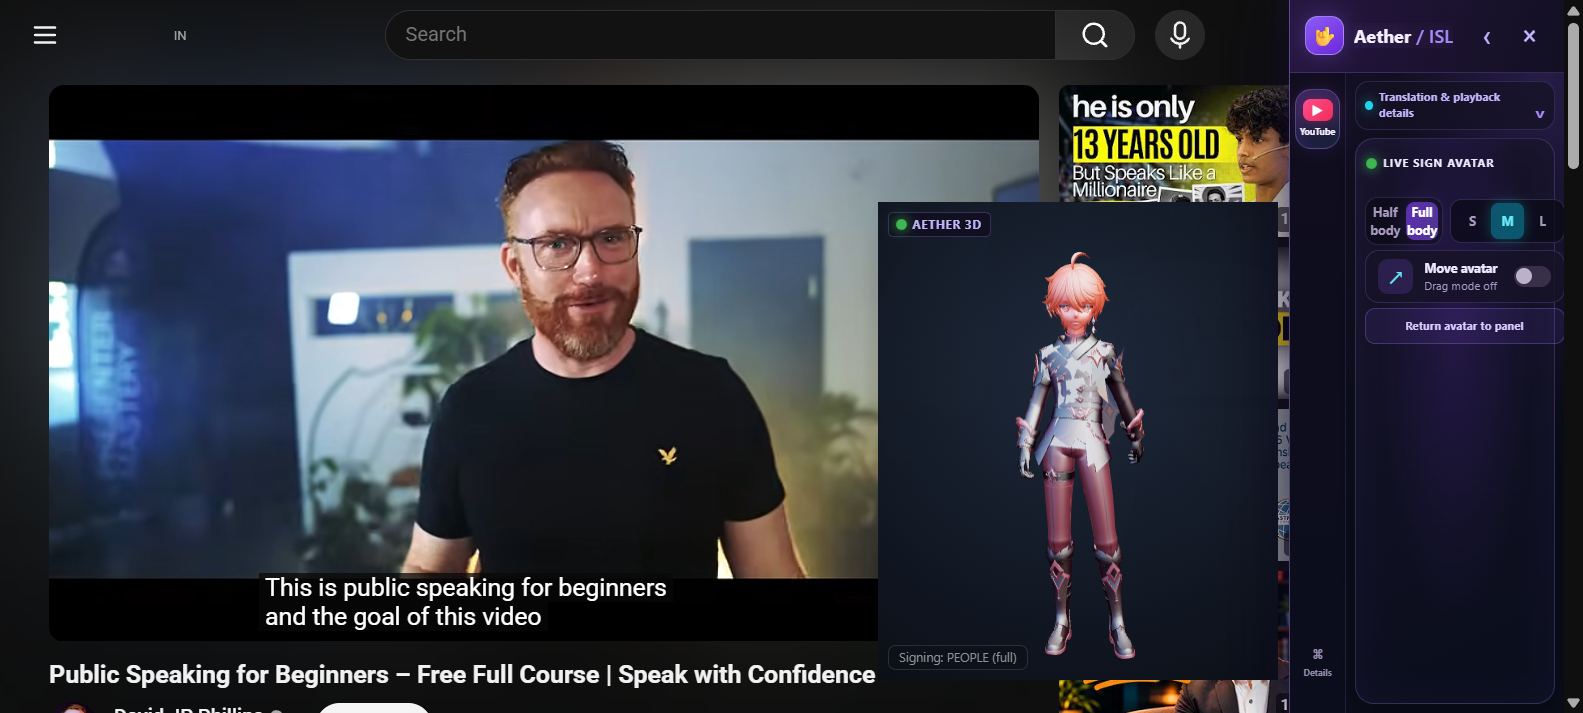 IN
Search
Aether / ISL
he is only
13 YEARS OLD
But Speaks Like a
Millionaire
YouTube
Translation & playback
details
LIVE SIGN AVATAR
Half
body
Full
body
S
M
L
Move avatar
Drag mode off
Return avatar to panel
AETHER 3D
Signing: PEOPLE (full)
This is public speaking for beginners
and the goal of this video
Public Speaking for Beginners – Free Full Course | Speak with Confidence
Details